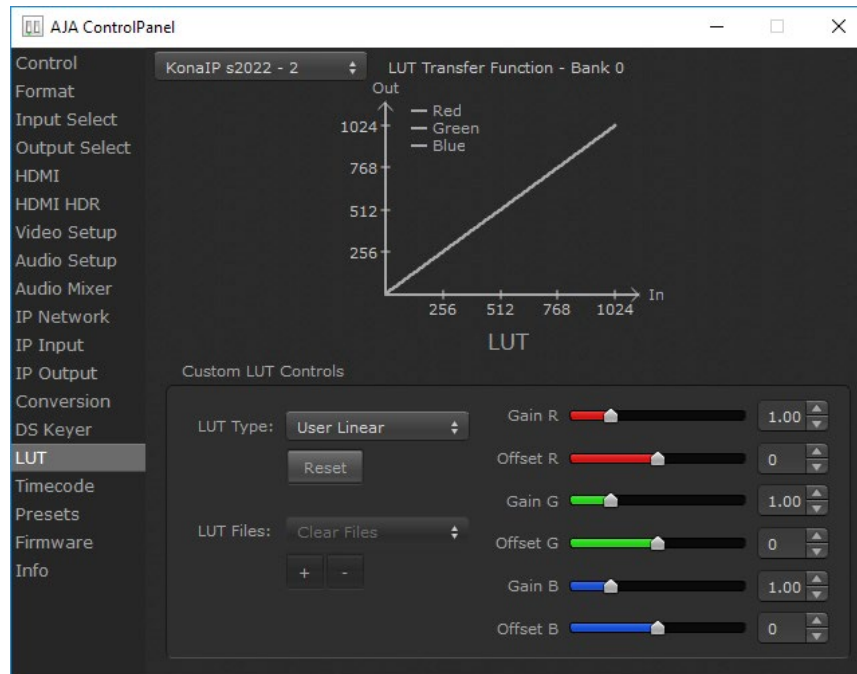 AJA ControlPanel
Control
Format
Input Select
Output Select
HDMI
HDMI HDR
Video Setup
Audio Setup
Audio Mixer
IP Network
IP Input
IP Output
Conversion
DS Keyer
LUT
Timecode
Presets
Firmware
Info
KonaIP s2022 - 2
LUT Transfer Function - Bank 0
Out
Red
Green
Blue
1024
768
512
256
In
256 512 768 1024
LUT
Custom LUT Controls
LUT Type: User Linear
Reset
LUT Files: Clear Files
+ -
Gain R 1.00
Offset R 0
Gain G 1.00
Offset G 0
Gain B 1.00
Offset B 0